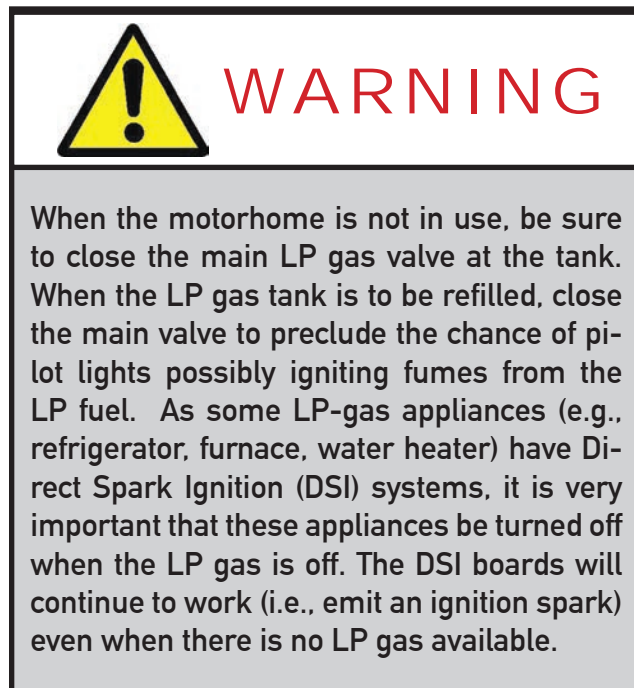 WARNING
When the motorhome is not in use, be sure
to close the main LP gas valve at the tank.
When the LP gas tank is to be refilled, close
the main valve to preclude the chance of pi-
lot lights possibly igniting fumes from the
LP fuel.  As some LP-gas appliances (e.g.,
refrigerator, furnace, water heater) have Di-
rect Spark Ignition (DSI) systems, it is very
important that these appliances be turned off
when the LP gas is off. The DSI boards will
continue to work (i.e., emit an ignition spark)
even when there is no LP gas available.